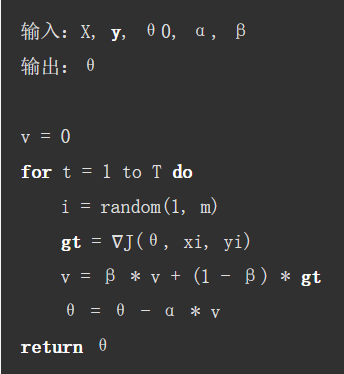 输入: X, y, θ0, α, β
输出: θ
v = 0
for t = 1 to T do
i = random(1, m)
gt = ∇J(θ, xi, yi)
v = β * v + (1 - β) * gt
θ = θ - α * v
return θ